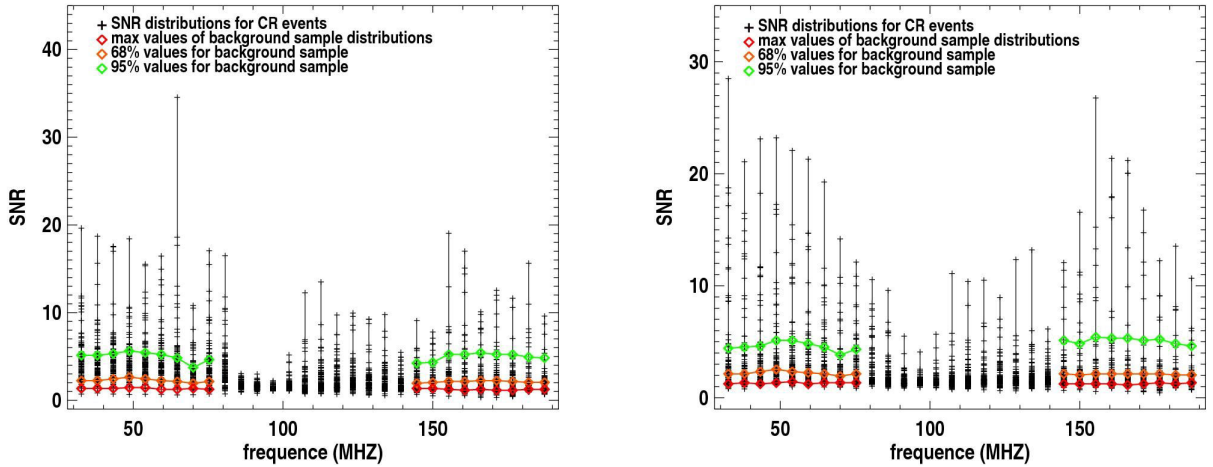 SNR distributions for CR events
max values of background sample distributions
68% values for background sample
95% values for background sample
40
30
20
10
0
SNR
50
100
150
frequence (MHZ)
SNR distributions for CR events
max values of background sample distributions
68% values for background sample
95% values for background sample
30
20
10
0
SNR
50
100
150
frequence (MHZ)